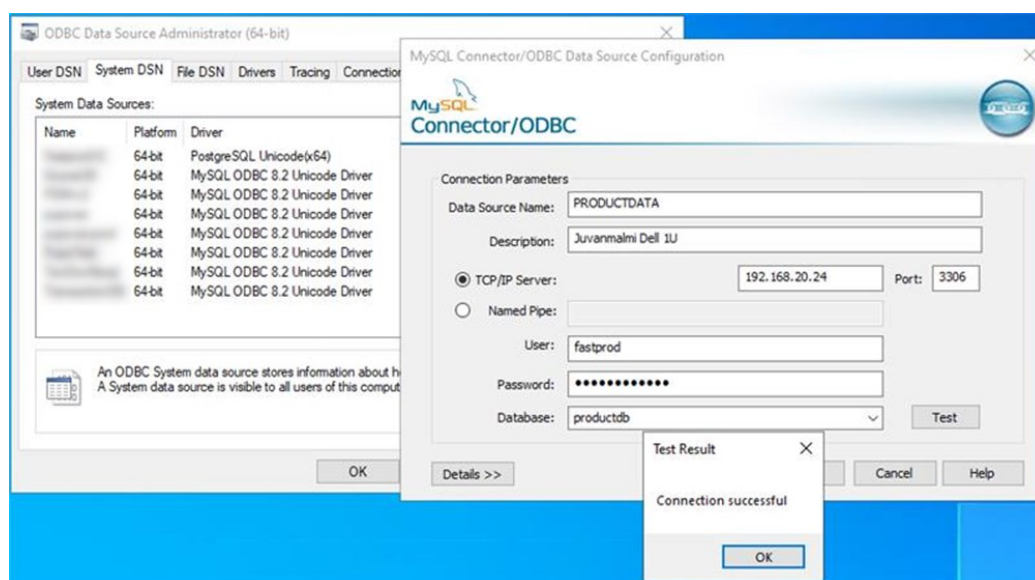 ODBC Data Source Administrator (64-bit)
User DSN System DSN File DSN Drivers Tracing Connection
System Data Sources:
Name Platform Driver
64-bit PostgreSQL Unicode(x64)
64-bit MySQL ODBC 8.2 Unicode Driver
64-bit MySQL ODBC 8.2 Unicode Driver
64-bit MySQL ODBC 8.2 Unicode Driver
64-bit MySQL ODBC 8.2 Unicode Driver
64-bit MySQL ODBC 8.2 Unicode Driver
64-bit MySQL ODBC 8.2 Unicode Driver
64-bit MySQL ODBC 8.2 Unicode Driver
An ODBC System data source stores information about h
A System data source is visible to all users of this comput
OK
MySQL Connector/ODBC Data Source Configuration
MySQL
Connector/ODBC
Connection Parameters
Data Source Name: PRODUCTDATA
Description: Juvanmalmi Dell 1U
TCP/IP Server: 192.168.20.24 Port: 3306
Named Pipe:
User: fastprod
Password: ••••••••••••
Database: productdb Test
Details >> Cancel Help
Test Result
Connection successful
OK